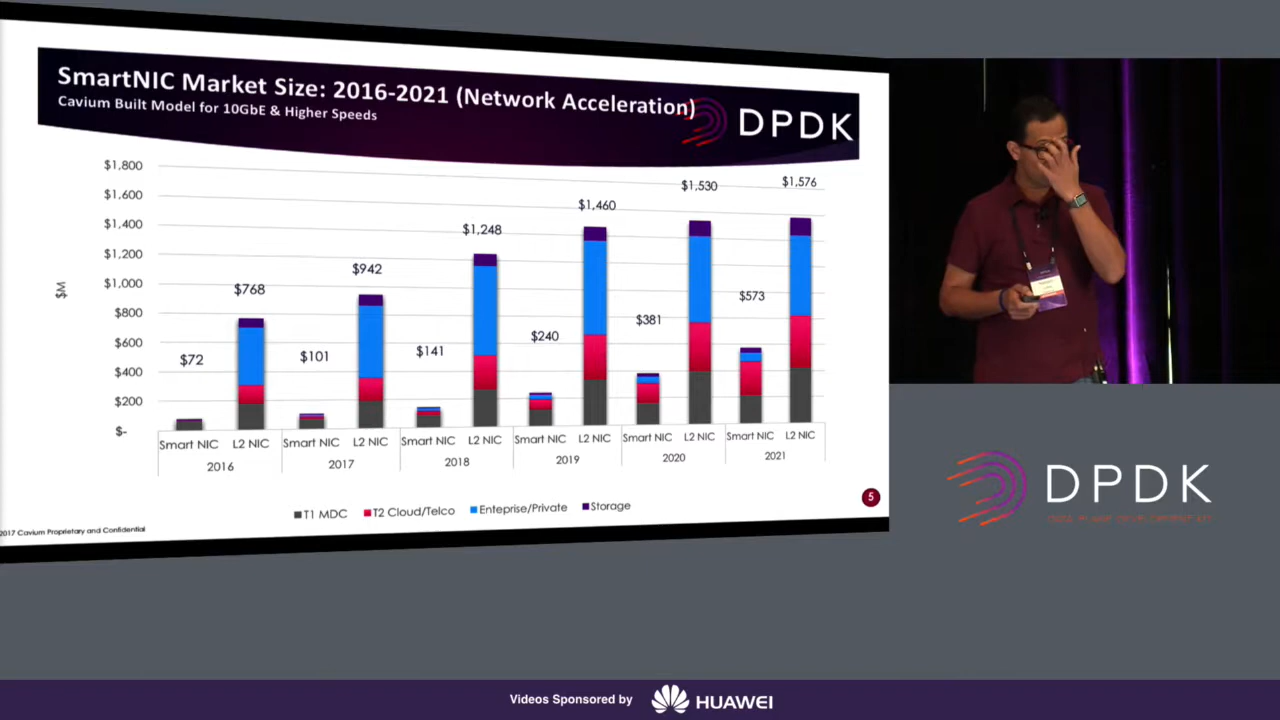 SmartNIC Market Size: 2016-2021 (Network Acceleration)
Cavium Built Model for 10GbE & Higher Speeds
DPDK
$1,800
$1,600
$1,400
$1,200
$1,000
$800
$600
$400
$200
$-
$M
$72
$768
$101
$942
$141
$1,248
$240
$1,460
$381
$1,530
$573
$1,576
Smart NIC L2 NIC Smart NIC L2 NIC Smart NIC L2 NIC Smart NIC L2 NIC Smart NIC L2 NIC Smart NIC L2 NIC
2016 2017 2018 2019 2020 2021
T1 MDC T2 Cloud/Telco Enteprise/Private Storage
5
2017 Cavium Proprietary and Confidential
DPDK
DATA PLANE DEVELOPMENT KIT
Videos Sponsored by HUAWEI